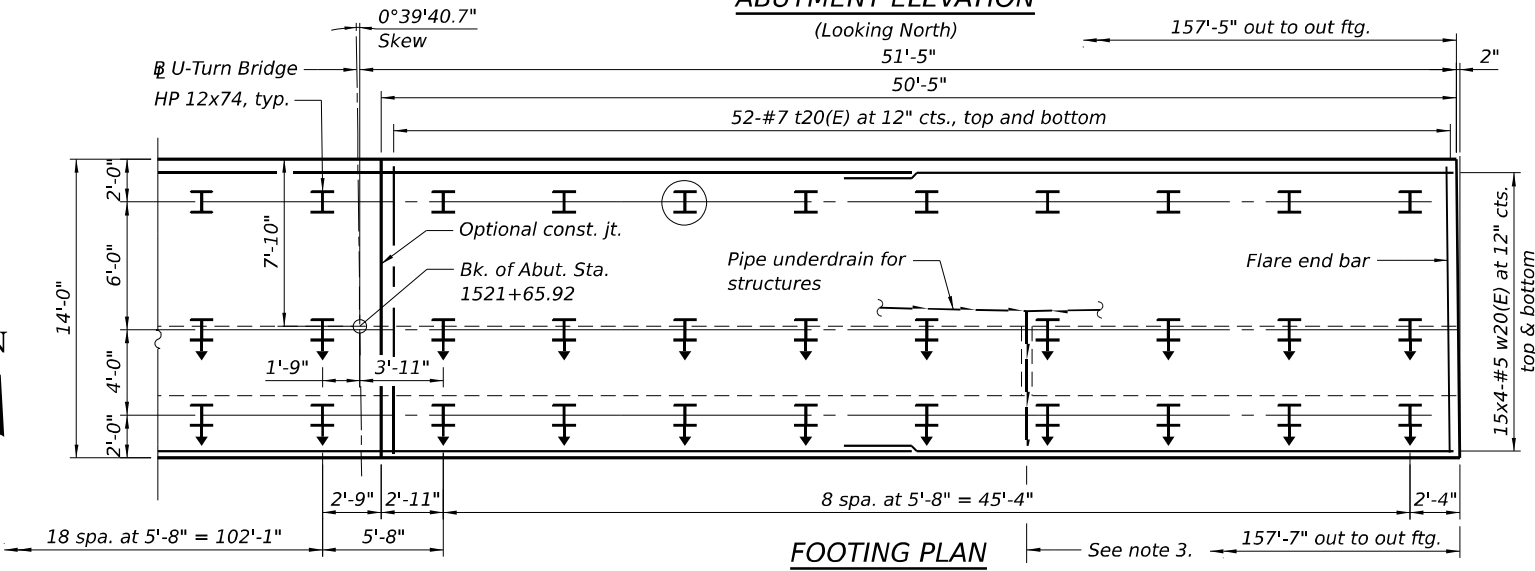 ABUTMENT ELEVATION
(Looking North)
0°39'40.7"
Skew
157'-5" out to out ftg.
51'-5"
2"
℄ U-Turn Bridge
50'-5"
HP 12x74, typ.
52-#7 t20(E) at 12" cts., top and bottom
2'-0"
6'-0"
4'-0"
2'-0"
14'-0"
7'-10"
Optional const. jt.
Bk. of Abut. Sta.
1521+65.92
Pipe underdrain for
structures
Flare end bar
15x4-#5 w20(E) at 12" cts.
top & bottom
1'-9"
3'-11"
2'-9"
2'-11"
8 spa. at 5'-8" = 45'-4"
2'-4"
18 spa. at 5'-8" = 102'-1"
5'-8"
See note 3.
157'-7" out to out ftg.
FOOTING PLAN